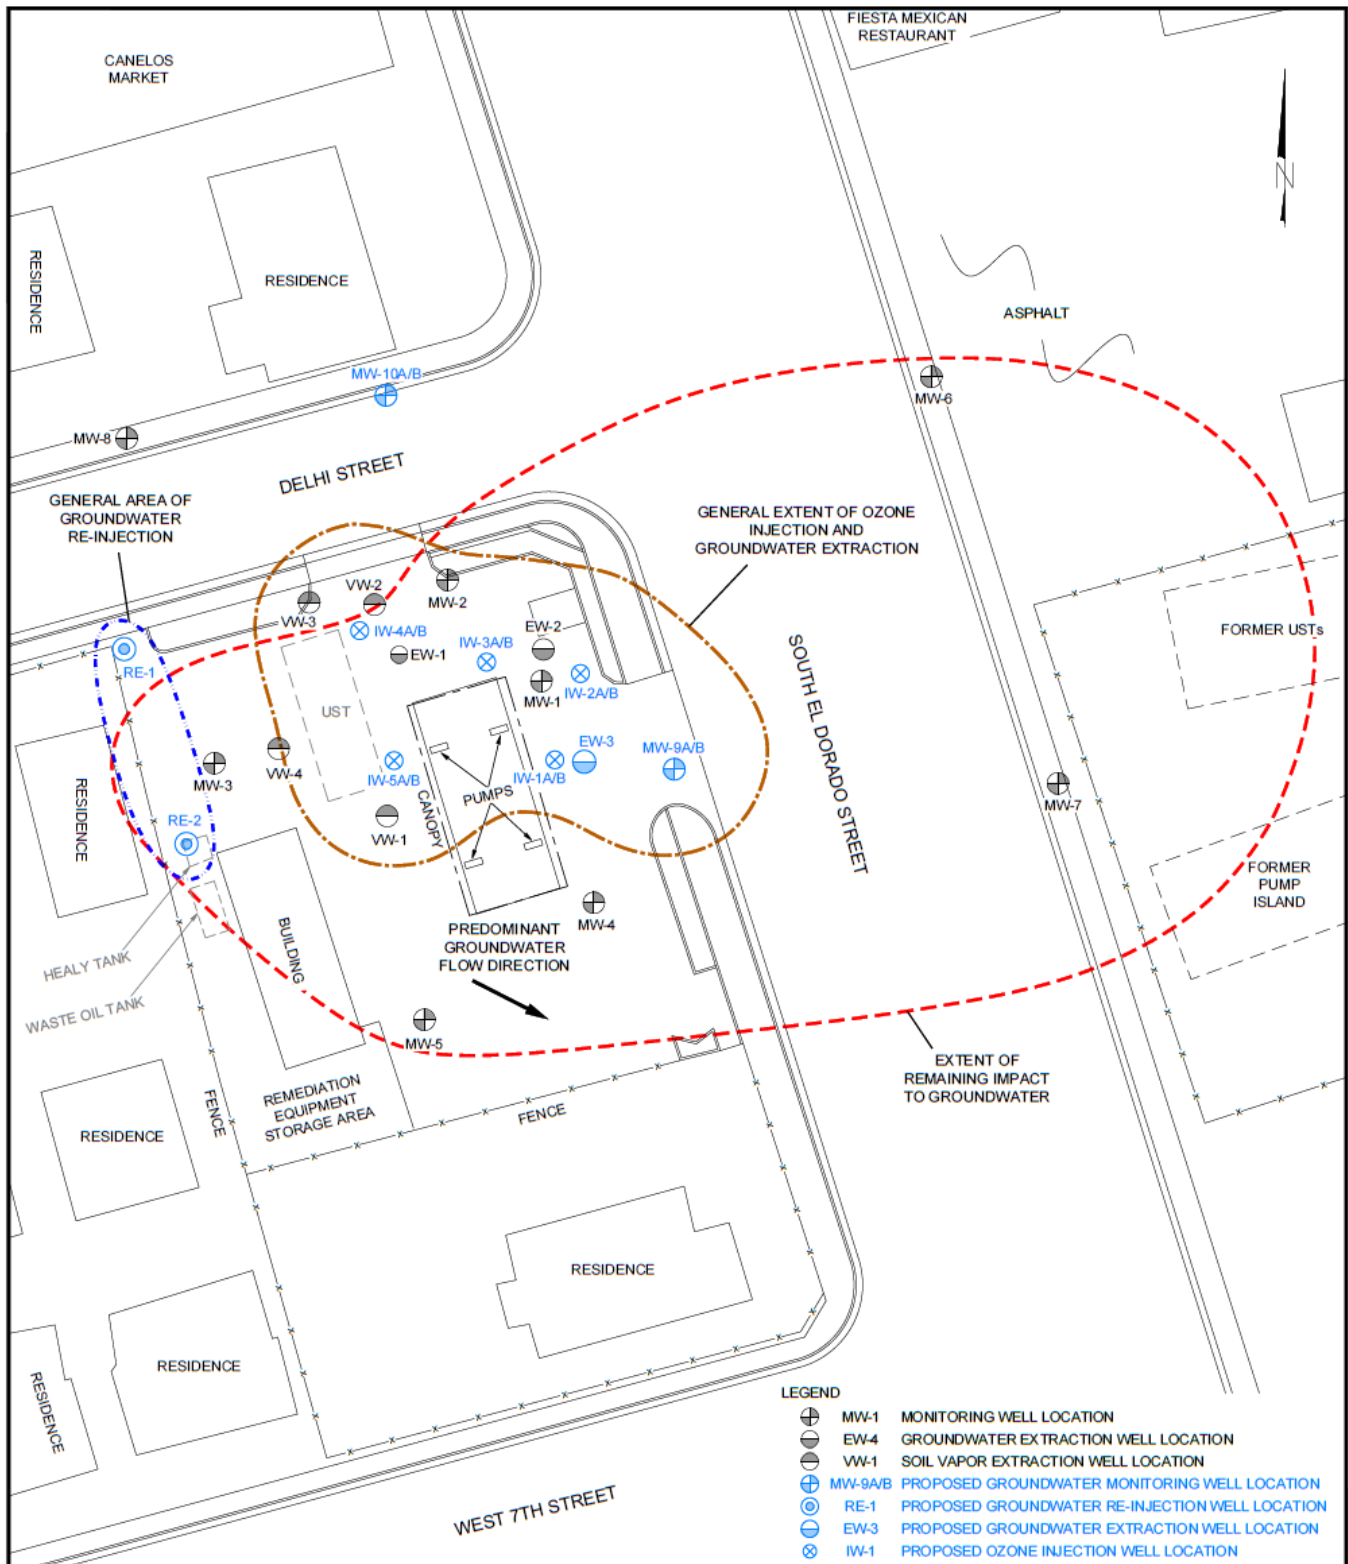 FIESTA MEXICAN
RESTAURANT
CANELOS
MARKET
N
RESIDENCE
RESIDENCE
ASPHALT
MW-10A/B
MW-6
MW-8
DELHI STREET
GENERAL AREA OF
GROUNDWATER
RE-INJECTION
GENERAL EXTENT OF OZONE
INJECTION AND
GROUNDWATER EXTRACTION
VW-2
MW-2
VW-3
IW-4A/B
EW-2
IW-3A/B
EW-1
FORMER USTs
RE-1
MW-1
IW-2A/B
SOUTH EL DORADO STREET
UST
EW-3
MW-9A/B
VW-4
MW-3
IW-5A/B
IW-1A/B
MW-7
PUMPS
CANOPY
RESIDENCE
RE-2
VW-1
FORMER
PUMP
ISLAND
MW-4
BUILDING
PREDOMINANT
GROUNDWATER
FLOW DIRECTION
HEALY TANK
WASTE OIL TANK
MW-5
EXTENT OF
REMAINING IMPACT
TO GROUNDWATER
FENCE
REMEDIATION
EQUIPMENT
STORAGE AREA
FENCE
RESIDENCE
RESIDENCE
RESIDENCE
RESIDENCE
WEST 7TH STREET
LEGEND
MW-1 MONITORING WELL LOCATION
EW-4 GROUNDWATER EXTRACTION WELL LOCATION
VW-1 SOIL VAPOR EXTRACTION WELL LOCATION
MW-9A/B PROPOSED GROUNDWATER MONITORING WELL LOCATION
RE-1 PROPOSED GROUNDWATER RE-INJECTION WELL LOCATION
EW-3 PROPOSED GROUNDWATER EXTRACTION WELL LOCATION
IW-1 PROPOSED OZONE INJECTION WELL LOCATION